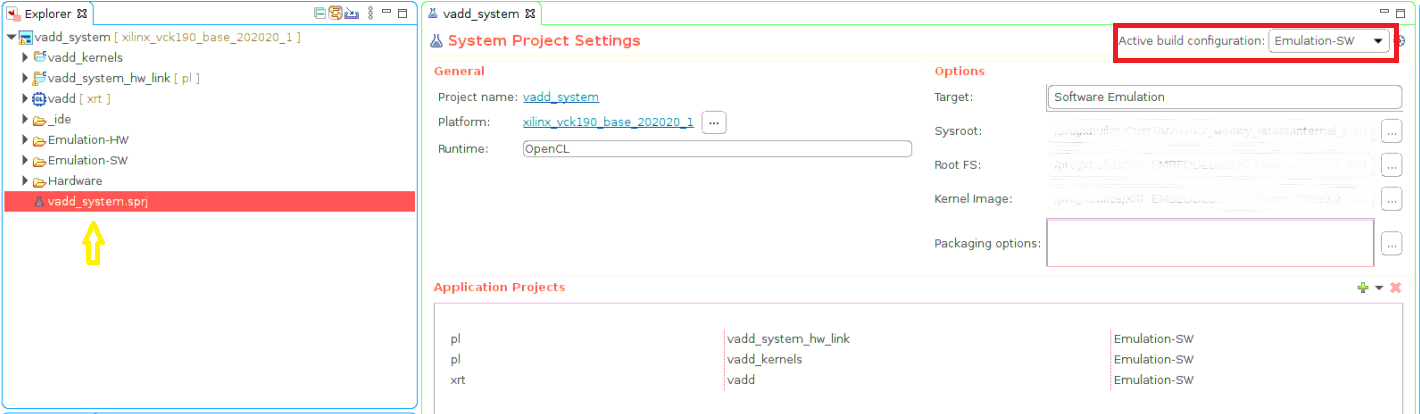 Explorer
vadd_system [ xilinx_vck190_base_202020_1 ]
vadd_kernels
vadd_system_hw_link [ pl ]
vadd [ xrt ]
_ide
Emulation-HW
Emulation-SW
Hardware
vadd_system.sprj
vadd_system
System Project Settings
Active build configuration: Emulation-SW
General
Project name: vadd_system
Platform: xilinx_vck190_base_202020_1 ...
Runtime: OpenCL
Options
Target: Software Emulation
Sysroot: ...
Root FS: ...
Kernel Image: ...
Packaging options: ...
Application Projects
pl vadd_system_hw_link Emulation-SW
pl vadd_kernels Emulation-SW
xrt vadd Emulation-SW